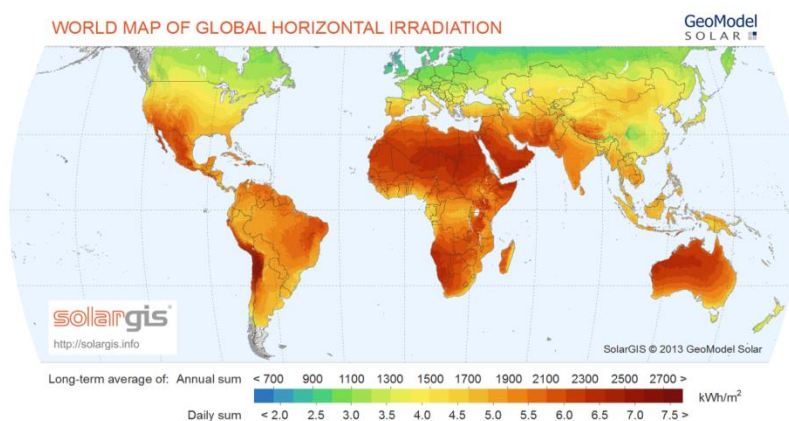 WORLD MAP OF GLOBAL HORIZONTAL IRRADIATION
GeoModel
SOLAR
solargis
http://solargis.info
SolarGIS © 2013 GeoModel Solar
Long-term average of: Annual sum < 700 900 1100 1300 1500 1700 1900 2100 2300 2500 2700 >
kWh/m²
Daily sum < 2.0 2.5 3.0 3.5 4.0 4.5 5.0 5.5 6.0 6.5 7.0 7.5 >